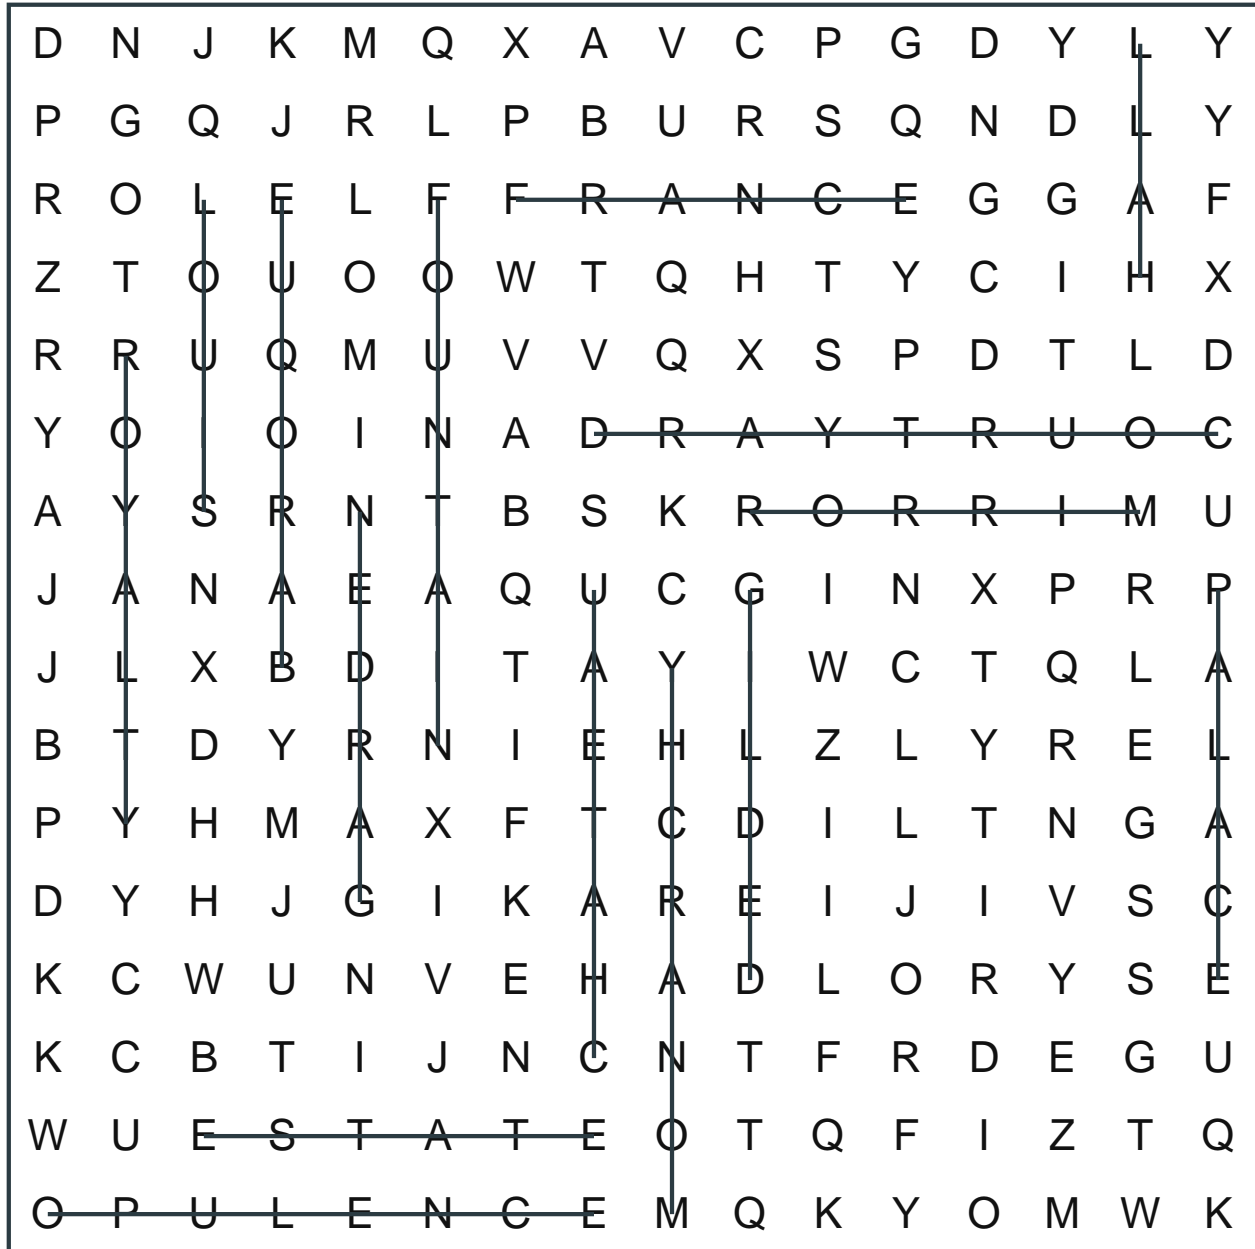 D N J K M Q X A V C P G D Y L Y
P G Q J R L P B U R S Q N D L Y
R O L E L F F R A N C E G G A F
Z T O U O O W T Q H T Y C I H X
R R U Q M U V V Q X S P D T L D
Y O I O I N A D R A Y T R U O C
A Y S R N T B S K R O R R I M U
J A N A E A Q U C G I N X P R P
J L X B D I T A Y I W C T Q L A
B T D Y R N I E H L Z L Y R E L
P Y H M A X F T C D I L T N G A
D Y H J G I K A R E I J I V S C
K C W U N V E H A D L O R Y S E
K C B T I J N C N T F R D E G U
W U E S T A T E O T Q F I Z T Q
O P U L E N C E M Q K Y O M W K